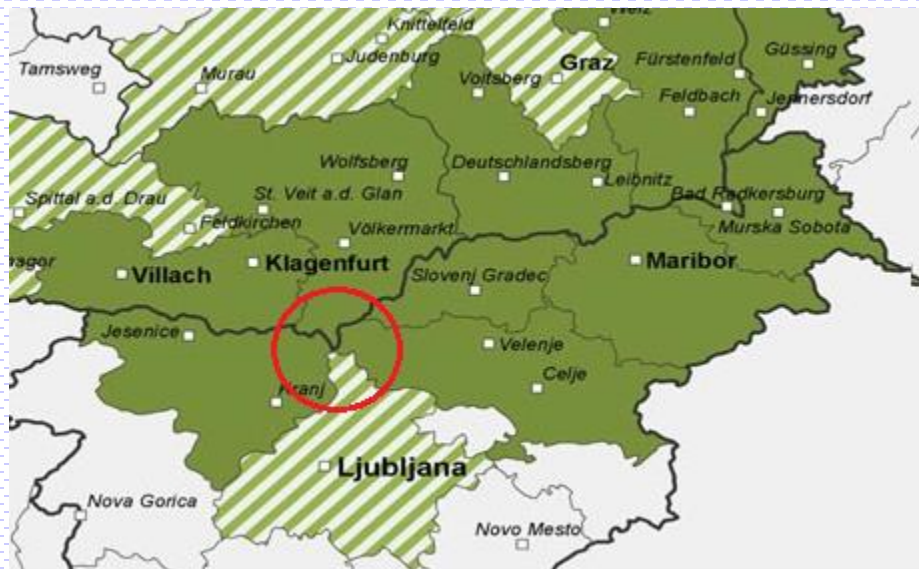 Weiz
Knittelfeld
Judenburg
Graz
Fürstenfeld
Güssing
Tamsweg
Murau
Voitsberg
Feldbach
Jennersdorf
Wolfsberg
Deutschlandsberg
Leibnitz
Spittal a.d. Drau
St. Veit a.d. Glan
Bad Radkersburg
Feldkirchen
Völkermarkt
Murska Sobota
Villach
Klagenfurt
Slovenj Gradec
Maribor
Jesenice
Velenje
Celje
Kranj
Ljubljana
Nova Gorica
Novo Mesto